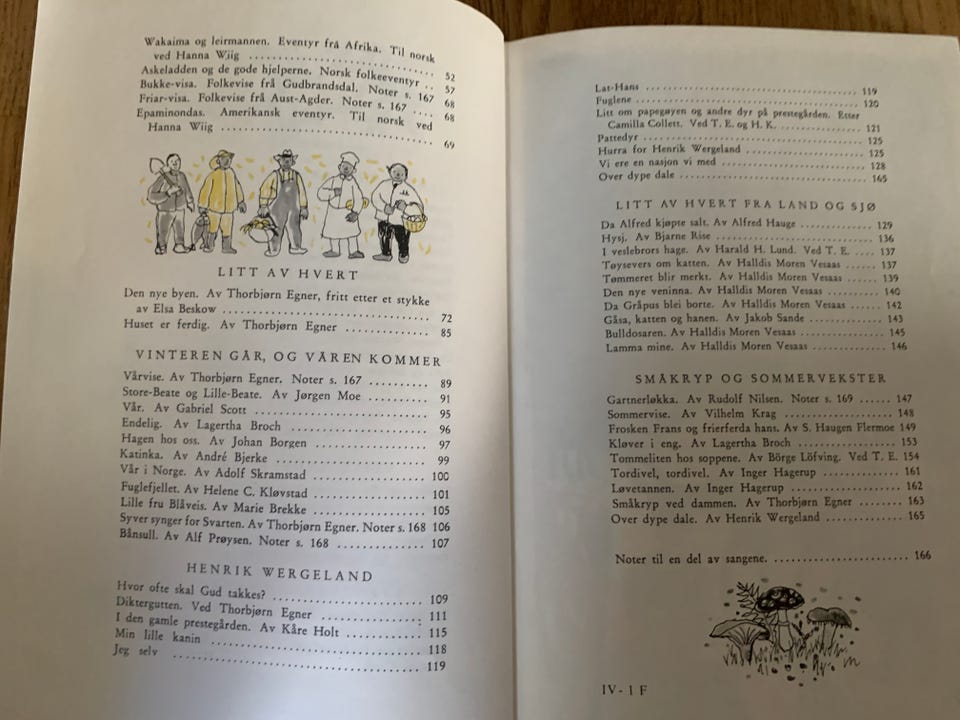 Wakaima og leirmannen. Eventyr frå Afrika. Til norsk
ved Hanna Wiig .......... 52
Askeladden og de gode hjelperne. Norsk folkeeventyr .. 57
Bukke-visa. Folkevise frå Gudbrandsdal. Noter s. 167 68
Friar-visa. Folkevise frå Aust-Agder. Noter s. 167 .... 68
Epaminondas. Amerikansk eventyr. Til norsk ved
Hanna Wiig .......... 69
LITT AV HVERT
Den nye byen. Av Thorbjørn Egner, fritt etter et stykke
av Elsa Beskow .......... 72
Huset er ferdig. Av Thorbjørn Egner .......... 85
VINTEREN GÅR, OG VÅREN KOMMER
Vårvise. Av Thorbjørn Egner. Noter s. 167 .......... 89
Store-Beate og Lille-Beate. Av Jørgen Moe .......... 91
Vår. Av Gabriel Scott .......... 95
Endelig. Av Lagertha Broch .......... 96
Hagen hos oss. Av Johan Borgen .......... 97
Katinka. Av André Bjerke .......... 99
Vår i Norge. Av Adolf Skramstad .......... 100
Fuglefjellet. Av Helene C. Kløvstad .......... 101
Lille fru Blåveis. Av Marie Brekke .......... 105
Syver synger for Svarten. Av Thorbjørn Egner. Noter s. 168 106
Bånsull. Av Alf Prøysen. Noter s. 168 .......... 107
HENRIK WERGELAND
Hvor ofte skal Gud takkes? .......... 109
Diktergutten. Ved Thorbjørn Egner .......... 111
I den gamle prestegården. Av Kåre Holt .......... 115
Min lille kanin .......... 118
Jeg selv .......... 119
Lat-Hans .......... 119
Fuglene .......... 120
Litt om papegøyen og andre dyr på prestegården. Etter
Camilla Collett. Ved T. E. og H. K. .......... 121
Pattedyr .......... 125
Hurra for Henrik Wergeland .......... 125
Vi ere en nasjon vi med .......... 128
Over dype dale .......... 165
LITT AV HVERT FRA LAND OG SJØ
Da Alfred kjøpte salt. Av Alfred Hauge .......... 129
Hysj. Av Bjarne Rise .......... 136
I veslebrors hage. Av Harald H. Lund. Ved T. E. .... 137
Tøysevers om katten. Av Halldis Moren Vesaas .... 137
Tømmeret blir merkt. Av Halldis Moren Vesaas .... 139
Den nye veninna. Av Halldis Moren Vesaas .......... 140
Da Gråpus blei borte. Av Halldis Moren Vesaas .... 142
Gåsa, katten og hanen. Av Jakob Sande .......... 143
Bulldosaren. Av Halldis Moren Vesaas .......... 145
Lamma mine. Av Halldis Moren Vesaas .......... 146
SMÅKRYP OG SOMMERVEKSTER
Gartnerløkka. Av Rudolf Nilsen. Noter s. 169 ...... 147
Sommervise. Av Vilhelm Krag .......... 148
Frosken Frans og frierferda hans. Av S. Haugen Flermoe 149
Kløver i eng. Av Lagertha Broch .......... 153
Tommeliten hos soppene. Av Börge Löfving. Ved T. E. 154
Tordivel, tordivel. Av Inger Hagerup .......... 161
Løvetannen. Av Inger Hagerup .......... 162
Småkryp ved dammen. Av Thorbjørn Egner .......... 163
Over dype dale. Av Henrik Wergeland .......... 165
Noter til en del av sangene. .......... 166
IV-1 F